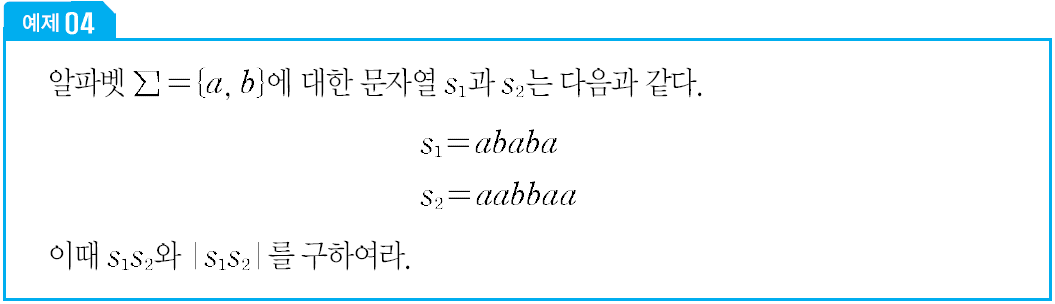 예제 04
알파벳 ∑={a, b}에 대한 문자열 s₁과 s₂는 다음과 같다.
s₁=ababa
s₂=aabbaa
이때 s₁s₂와 |s₁s₂|를 구하여라.